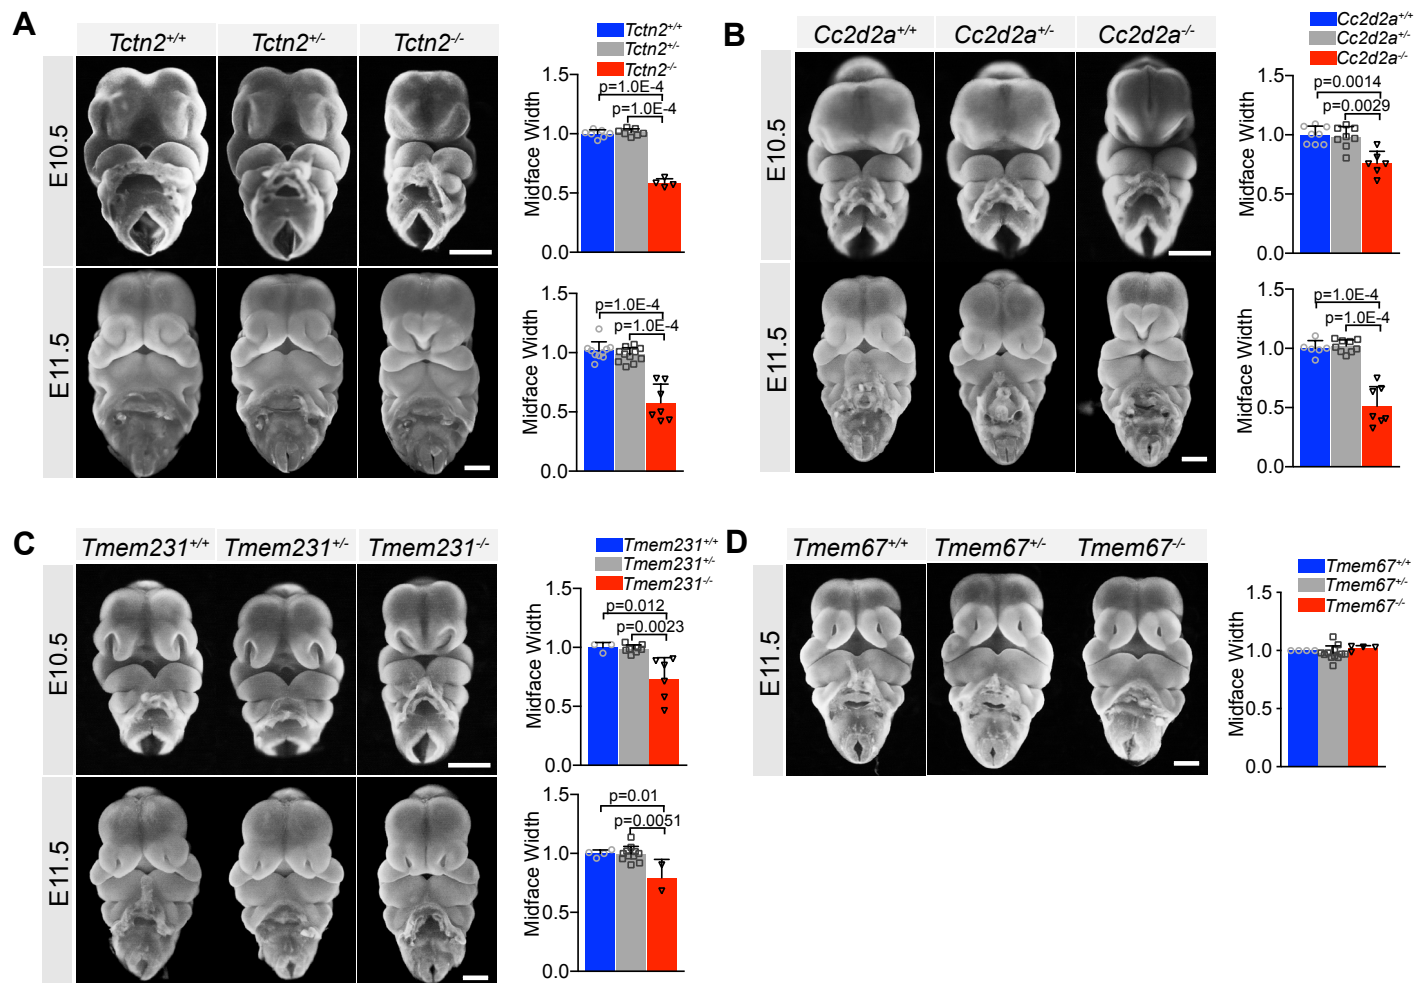 A
Tctn2+/+ Tctn2+/- Tctn2-/-
E10.5
E11.5
Tctn2+/+
Tctn2+/-
Tctn2-/-
1.5
p=1.0E-4
p=1.0E-4
1.0
0.5
0.0
Midface Width
1.5
p=1.0E-4
p=1.0E-4
1.0
0.5
0.0
Midface Width
B
Cc2d2a+/+ Cc2d2a+/- Cc2d2a-/-
E10.5
E11.5
Cc2d2a+/+
Cc2d2a+/-
Cc2d2a-/-
1.5
p=0.0014
p=0.0029
1.0
0.5
0.0
Midface Width
1.5
p=1.0E-4
p=1.0E-4
1.0
0.5
0.0
Midface Width
C
Tmem231+/+ Tmem231+/- Tmem231-/-
E10.5
E11.5
Tmem231+/+
Tmem231+/-
Tmem231-/-
1.5
p=0.012
p=0.0023
1.0
0.5
0.0
Midface Width
1.5
p=0.01
p=0.0051
1.0
0.5
0.0
Midface Width
D
Tmem67+/+ Tmem67+/- Tmem67-/-
E11.5
Tmem67+/+
Tmem67+/-
Tmem67-/-
1.5
1.0
0.5
0.0
Midface Width